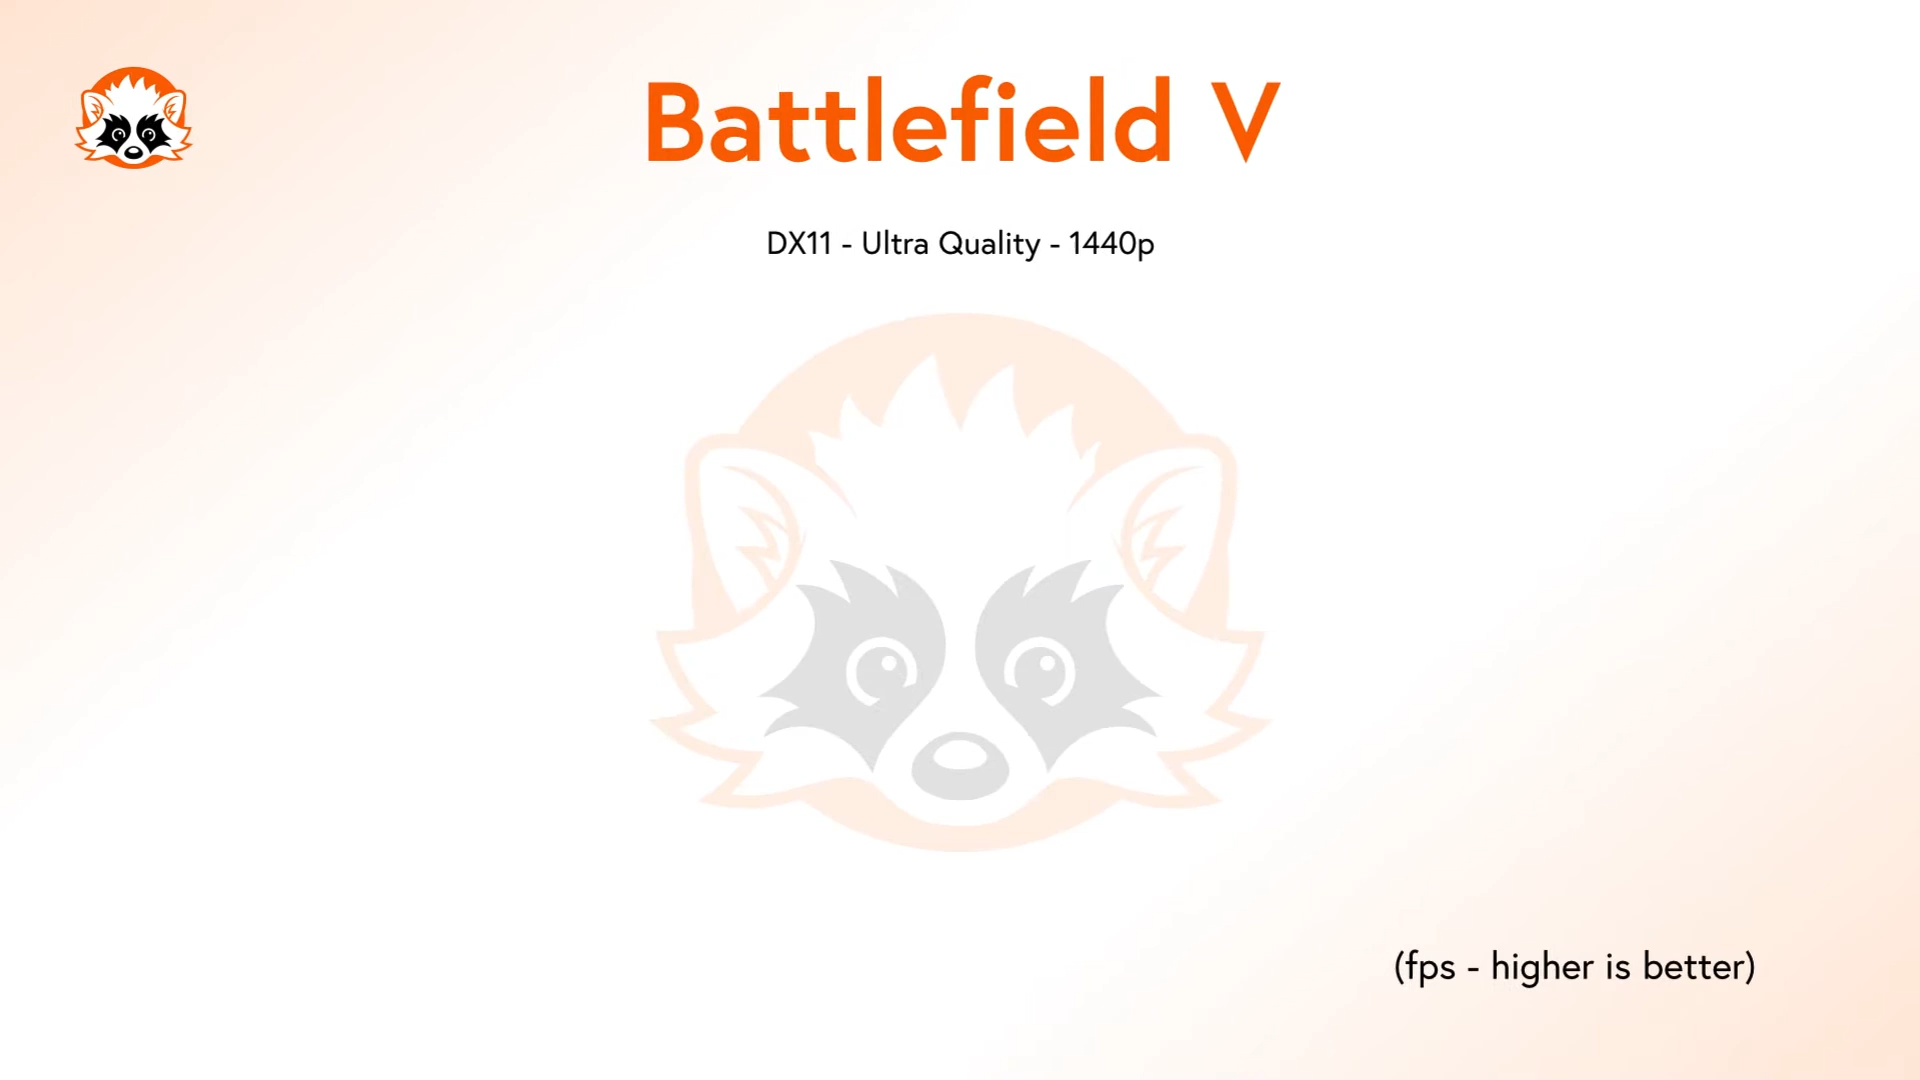 Battlefield V
DX11 - Ultra Quality - 1440p
(fps - higher is better)